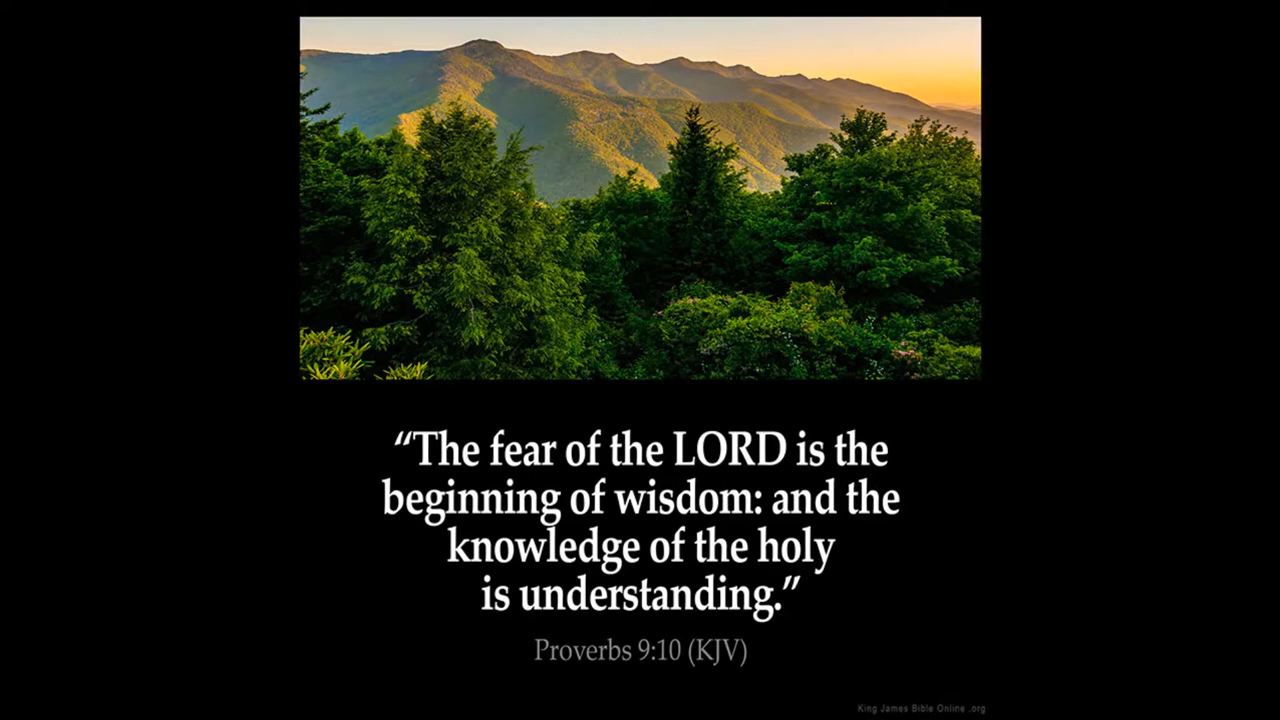 “The fear of the LORD is the
beginning of wisdom: and the
knowledge of the holy
is understanding.”
Proverbs 9:10 (KJV)
King James Bible Online .org